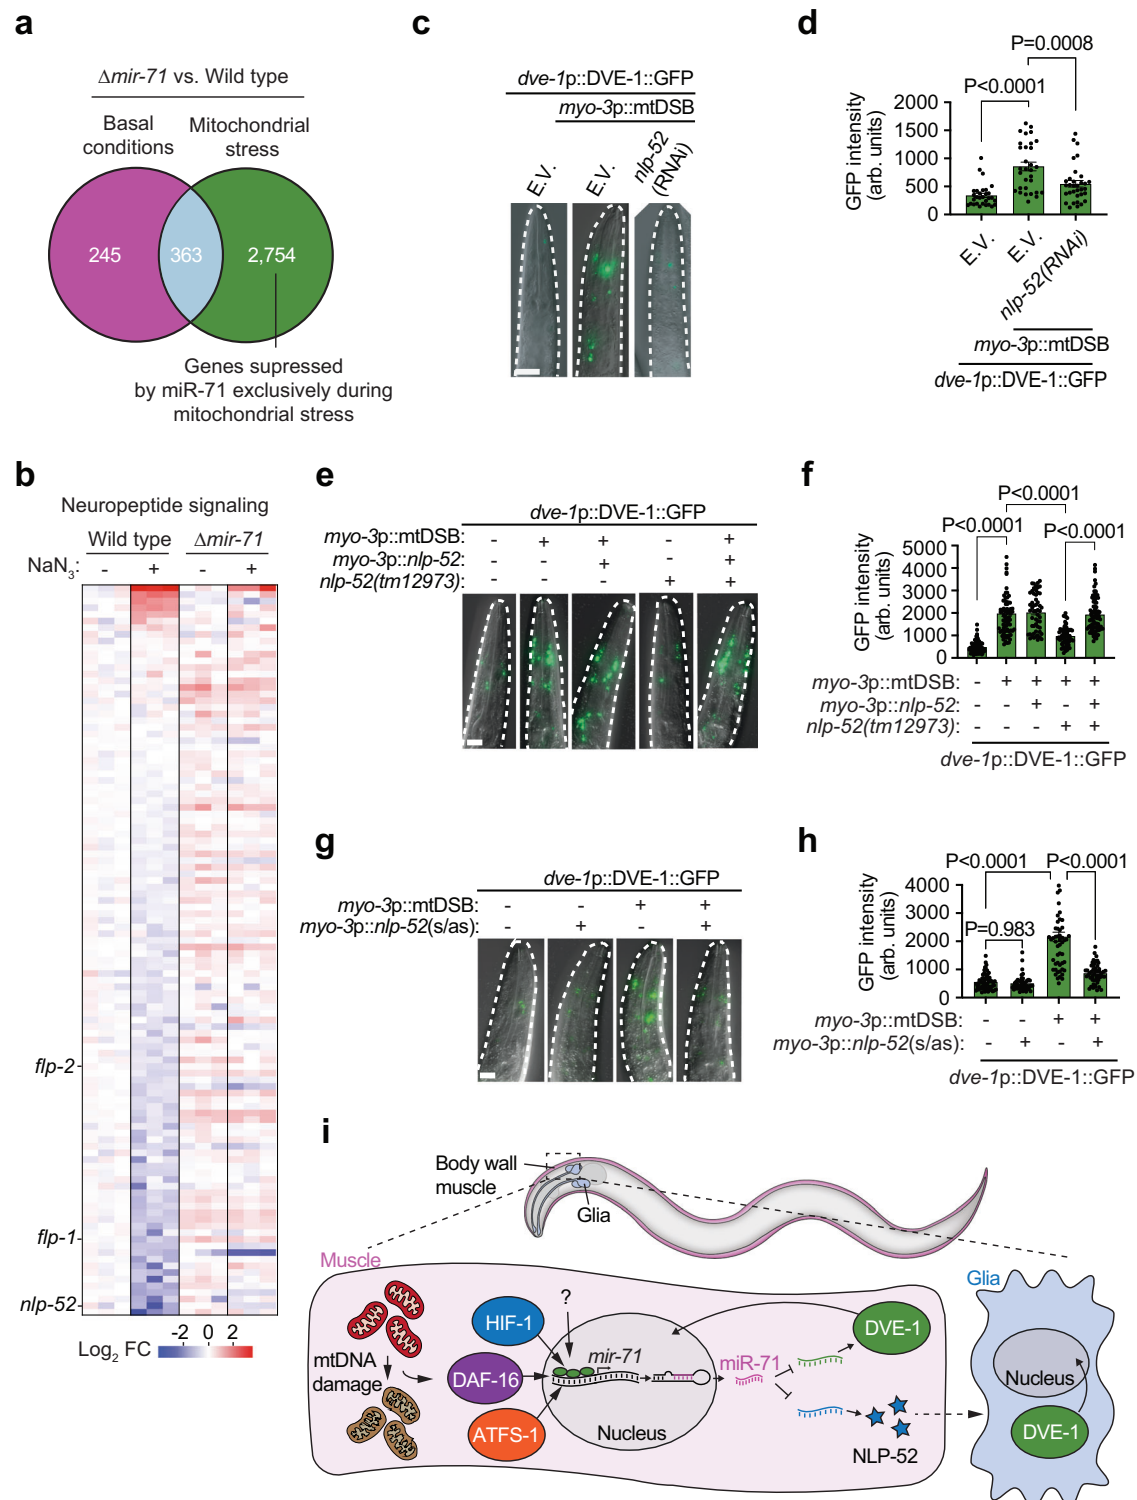 a
Δmir-71 vs. Wild type
Basal conditions
Mitochondrial stress
245
363
2,754
Genes supressed
by miR-71 exclusively during
mitochondrial stress
b
Neuropeptide signaling
Wild type
Δmir-71
NaN3:
- + - +
flp-2
flp-1
nlp-52
Log2 FC
-2 0 2
c
dve-1p::DVE-1::GFP
myo-3p::mtDSB
E.V.
E.V.
nlp-52
(RNAi)
d
P=0.0008
P<0.0001
GFP intensity
(arb. units)
2000
1500
1000
500
0
E.V.
E.V.
nlp-52(RNAi)
myo-3p::mtDSB
dve-1p::DVE-1::GFP
e
dve-1p::DVE-1::GFP
myo-3p::mtDSB: - + + - +
myo-3p::nlp-52: - - + - +
nlp-52(tm12973): - - - + +
f
P<0.0001
P<0.0001
P<0.0001
GFP intensity
(arb. units)
5000
4000
3000
2000
1000
0
myo-3p::mtDSB: - + + + +
myo-3p::nlp-52: - - + - +
nlp-52(tm12973): - - - + +
dve-1p::DVE-1::GFP
g
dve-1p::DVE-1::GFP
myo-3p::mtDSB: - - + +
myo-3p::nlp-52(s/as): - + - +
h
P<0.0001
P<0.0001
P=0.983
GFP intensity
(arb. units)
4000
3000
2000
1000
0
myo-3p::mtDSB: - - + +
myo-3p::nlp-52(s/as): - + - +
dve-1p::DVE-1::GFP
i
Body wall
muscle
Glia
Muscle
mtDNA
damage
HIF-1
DAF-16
ATFS-1
?
mir-71
Nucleus
miR-71
DVE-1
NLP-52
Glia
Nucleus
DVE-1